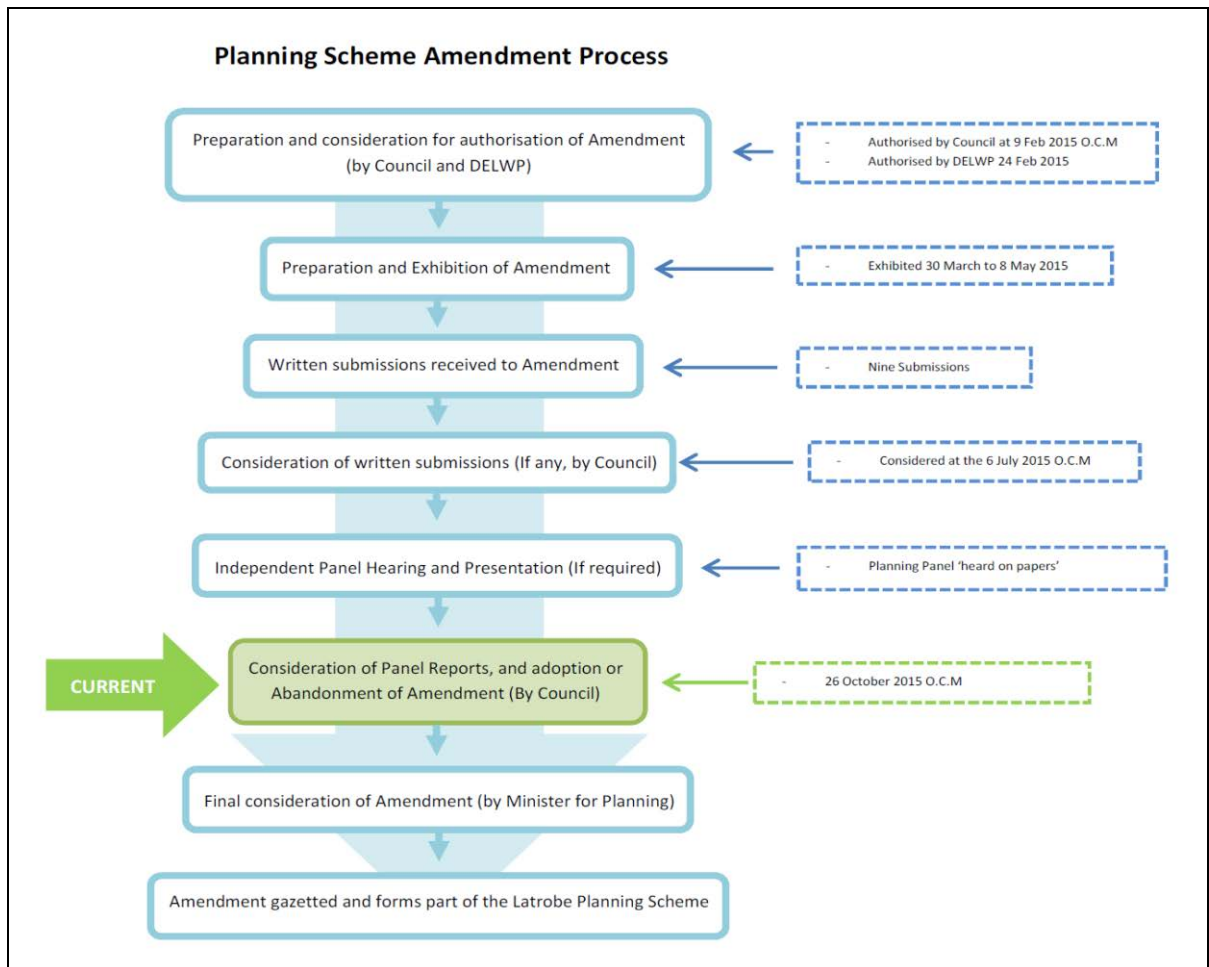 Planning Scheme Amendment Process
Preparation and consideration for authorisation of Amendment
(by Council and DELWP)
- Authorised by Council at 9 Feb 2015 O.C.M
- Authorised by DELWP 24 Feb 2015
Preparation and Exhibition of Amendment
- Exhibited 30 March to 8 May 2015
Written submissions received to Amendment
- Nine Submissions
Consideration of written submissions (If any, by Council)
- Considered at the 6 July 2015 O.C.M
Independent Panel Hearing and Presentation (If required)
- Planning Panel ‘heard on papers’
CURRENT
Consideration of Panel Reports, and adoption or
Abandonment of Amendment (By Council)
- 26 October 2015 O.C.M
Final consideration of Amendment (by Minister for Planning)
Amendment gazetted and forms part of the Latrobe Planning Scheme